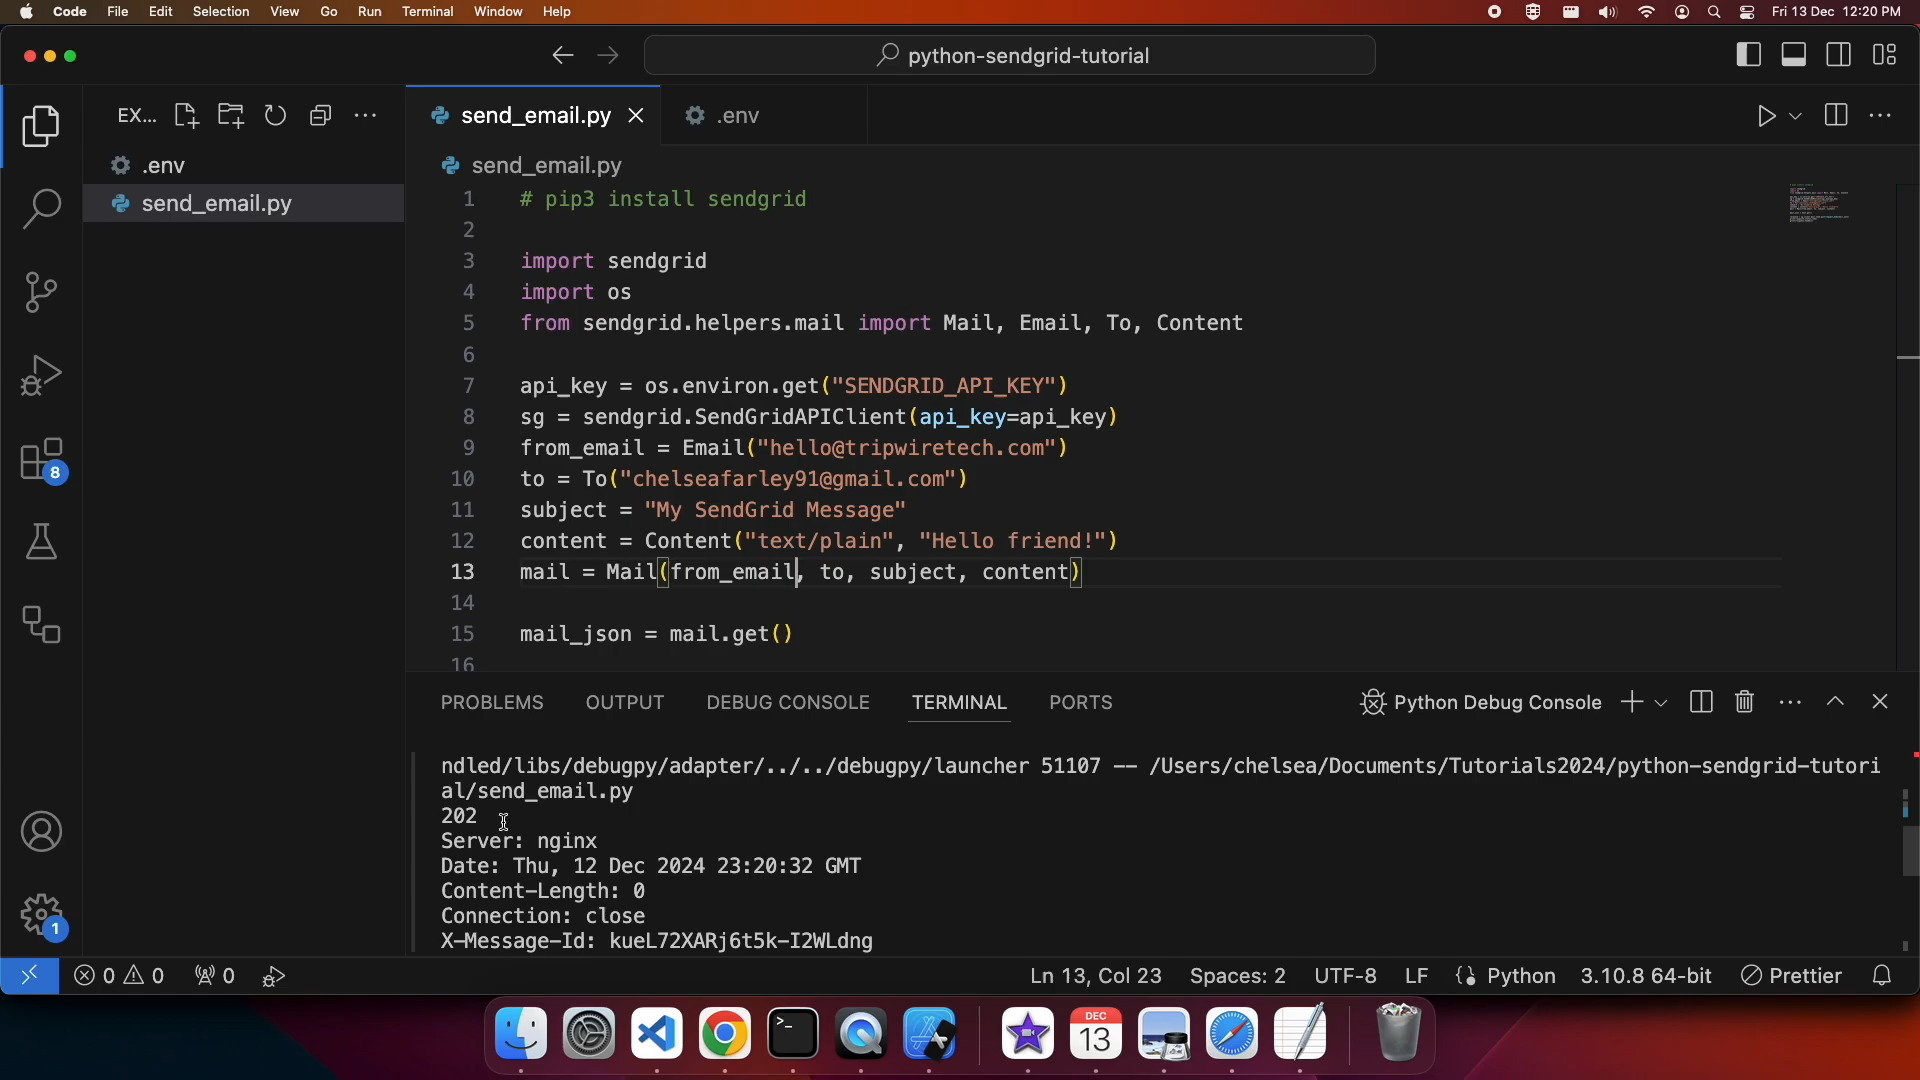 Code File Edit Selection View Go Run Terminal Window Help
Fri 13 Dec 12:20 PM
python-sendgrid-tutorial
EX...
.env
send_email.py
send_email.py
.env
send_email.py
1 # pip3 install sendgrid
2
3 import sendgrid
4 import os
5 from sendgrid.helpers.mail import Mail, Email, To, Content
6
7 api_key = os.environ.get("SENDGRID_API_KEY")
8 sg = sendgrid.SendGridAPIClient(api_key=api_key)
9 from_email = Email("hello@tripwiretech.com")
10 to = To("chelseafarley91@gmail.com")
11 subject = "My SendGrid Message"
12 content = Content("text/plain", "Hello friend!")
13 mail = Mail(from_email, to, subject, content)
14
15 mail_json = mail.get()
16
8
1
PROBLEMS OUTPUT DEBUG CONSOLE TERMINAL PORTS
Python Debug Console
ndled/libs/debugpy/adapter/../../debugpy/launcher 51107 -- /Users/chelsea/Documents/Tutorials2024/python-sendgrid-tutori
al/send_email.py
202
Server: nginx
Date: Thu, 12 Dec 2024 23:20:32 GMT
Content-Length: 0
Connection: close
X-Message-Id: kueL72XARj6t5k-I2WLdng
0 0 0
Ln 13, Col 23 Spaces: 2 UTF-8 LF Python 3.10.8 64-bit Prettier
DEC
13